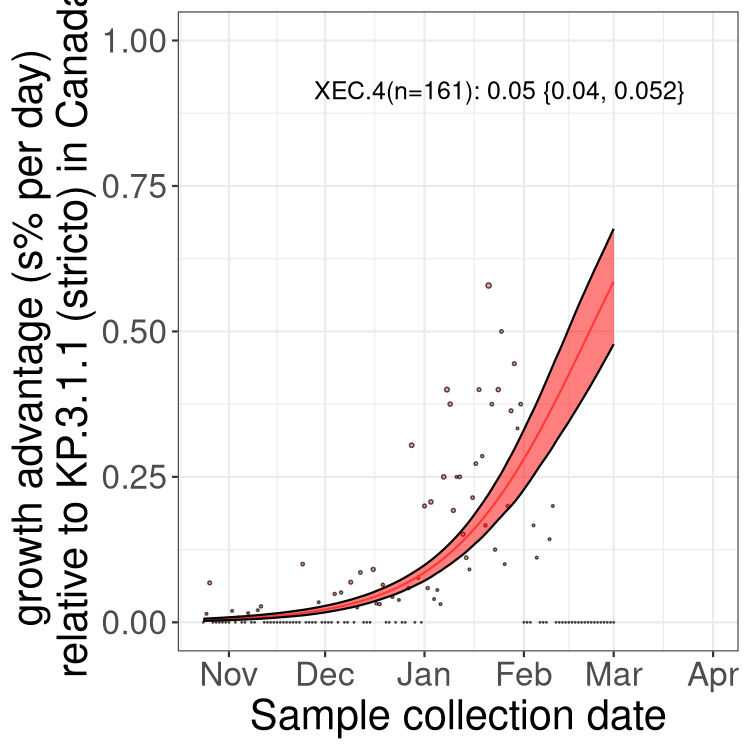 growth advantage (s% per day)
relative to KP.3.1.1 (stricto) in Canada
1.00
0.75
0.50
0.25
0.00
XEC.4(n=161): 0.05 {0.04, 0.052}
Nov Dec Jan Feb Mar Apr
Sample collection date